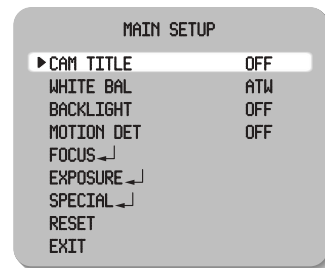 MAIN SETUP
▶CAM TITLE OFF
WHITE BAL ATW
BACKLIGHT OFF
MOTION DET OFF
FOCUS↵
EXPOSURE↵
SPECIAL↵
RESET
EXIT